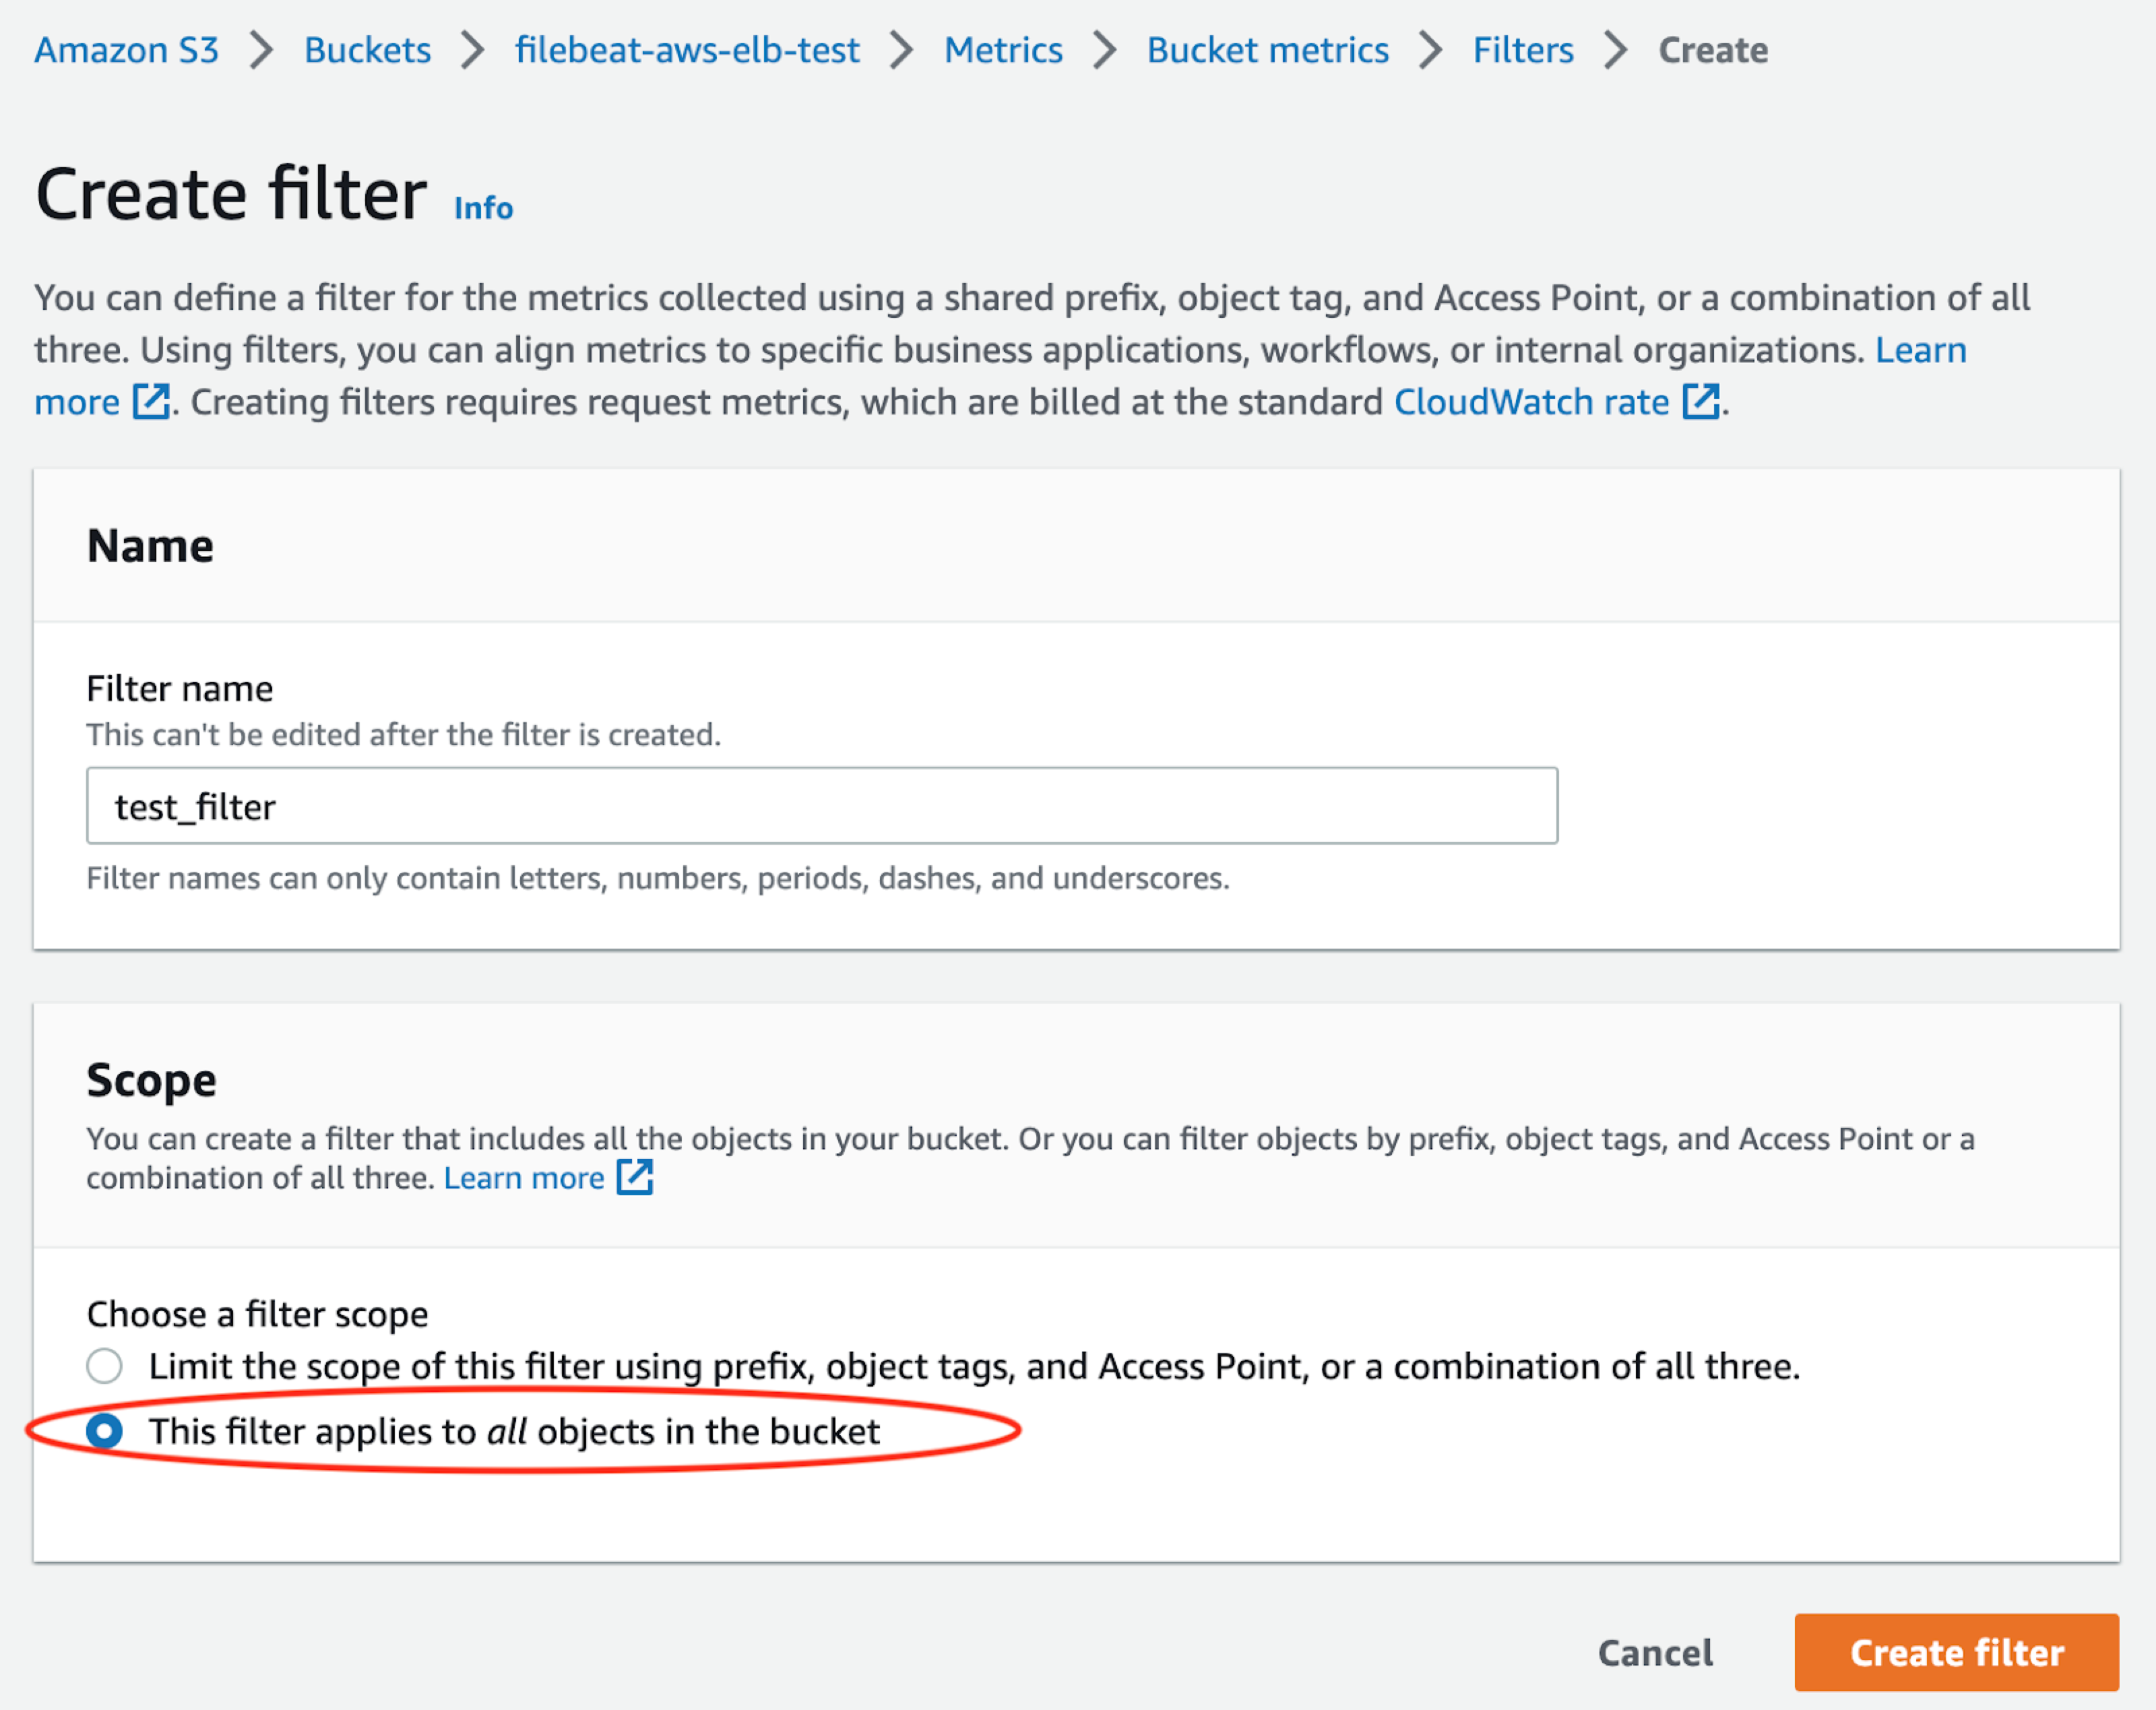 Amazon S3 > Buckets > filebeat-aws-elb-test > Metrics > Bucket metrics > Filters > Create
Create filter Info
You can define a filter for the metrics collected using a shared prefix, object tag, and Access Point, or a combination of all
three. Using filters, you can align metrics to specific business applications, workflows, or internal organizations. Learn
more. Creating filters requires request metrics, which are billed at the standard CloudWatch rate.
Name
Filter name
This can't be edited after the filter is created.
test_filter
Filter names can only contain letters, numbers, periods, dashes, and underscores.
Scope
You can create a filter that includes all the objects in your bucket. Or you can filter objects by prefix, object tags, and Access Point or a
combination of all three. Learn more
Choose a filter scope
Limit the scope of this filter using prefix, object tags, and Access Point, or a combination of all three.
This filter applies to all objects in the bucket
Cancel Create filter